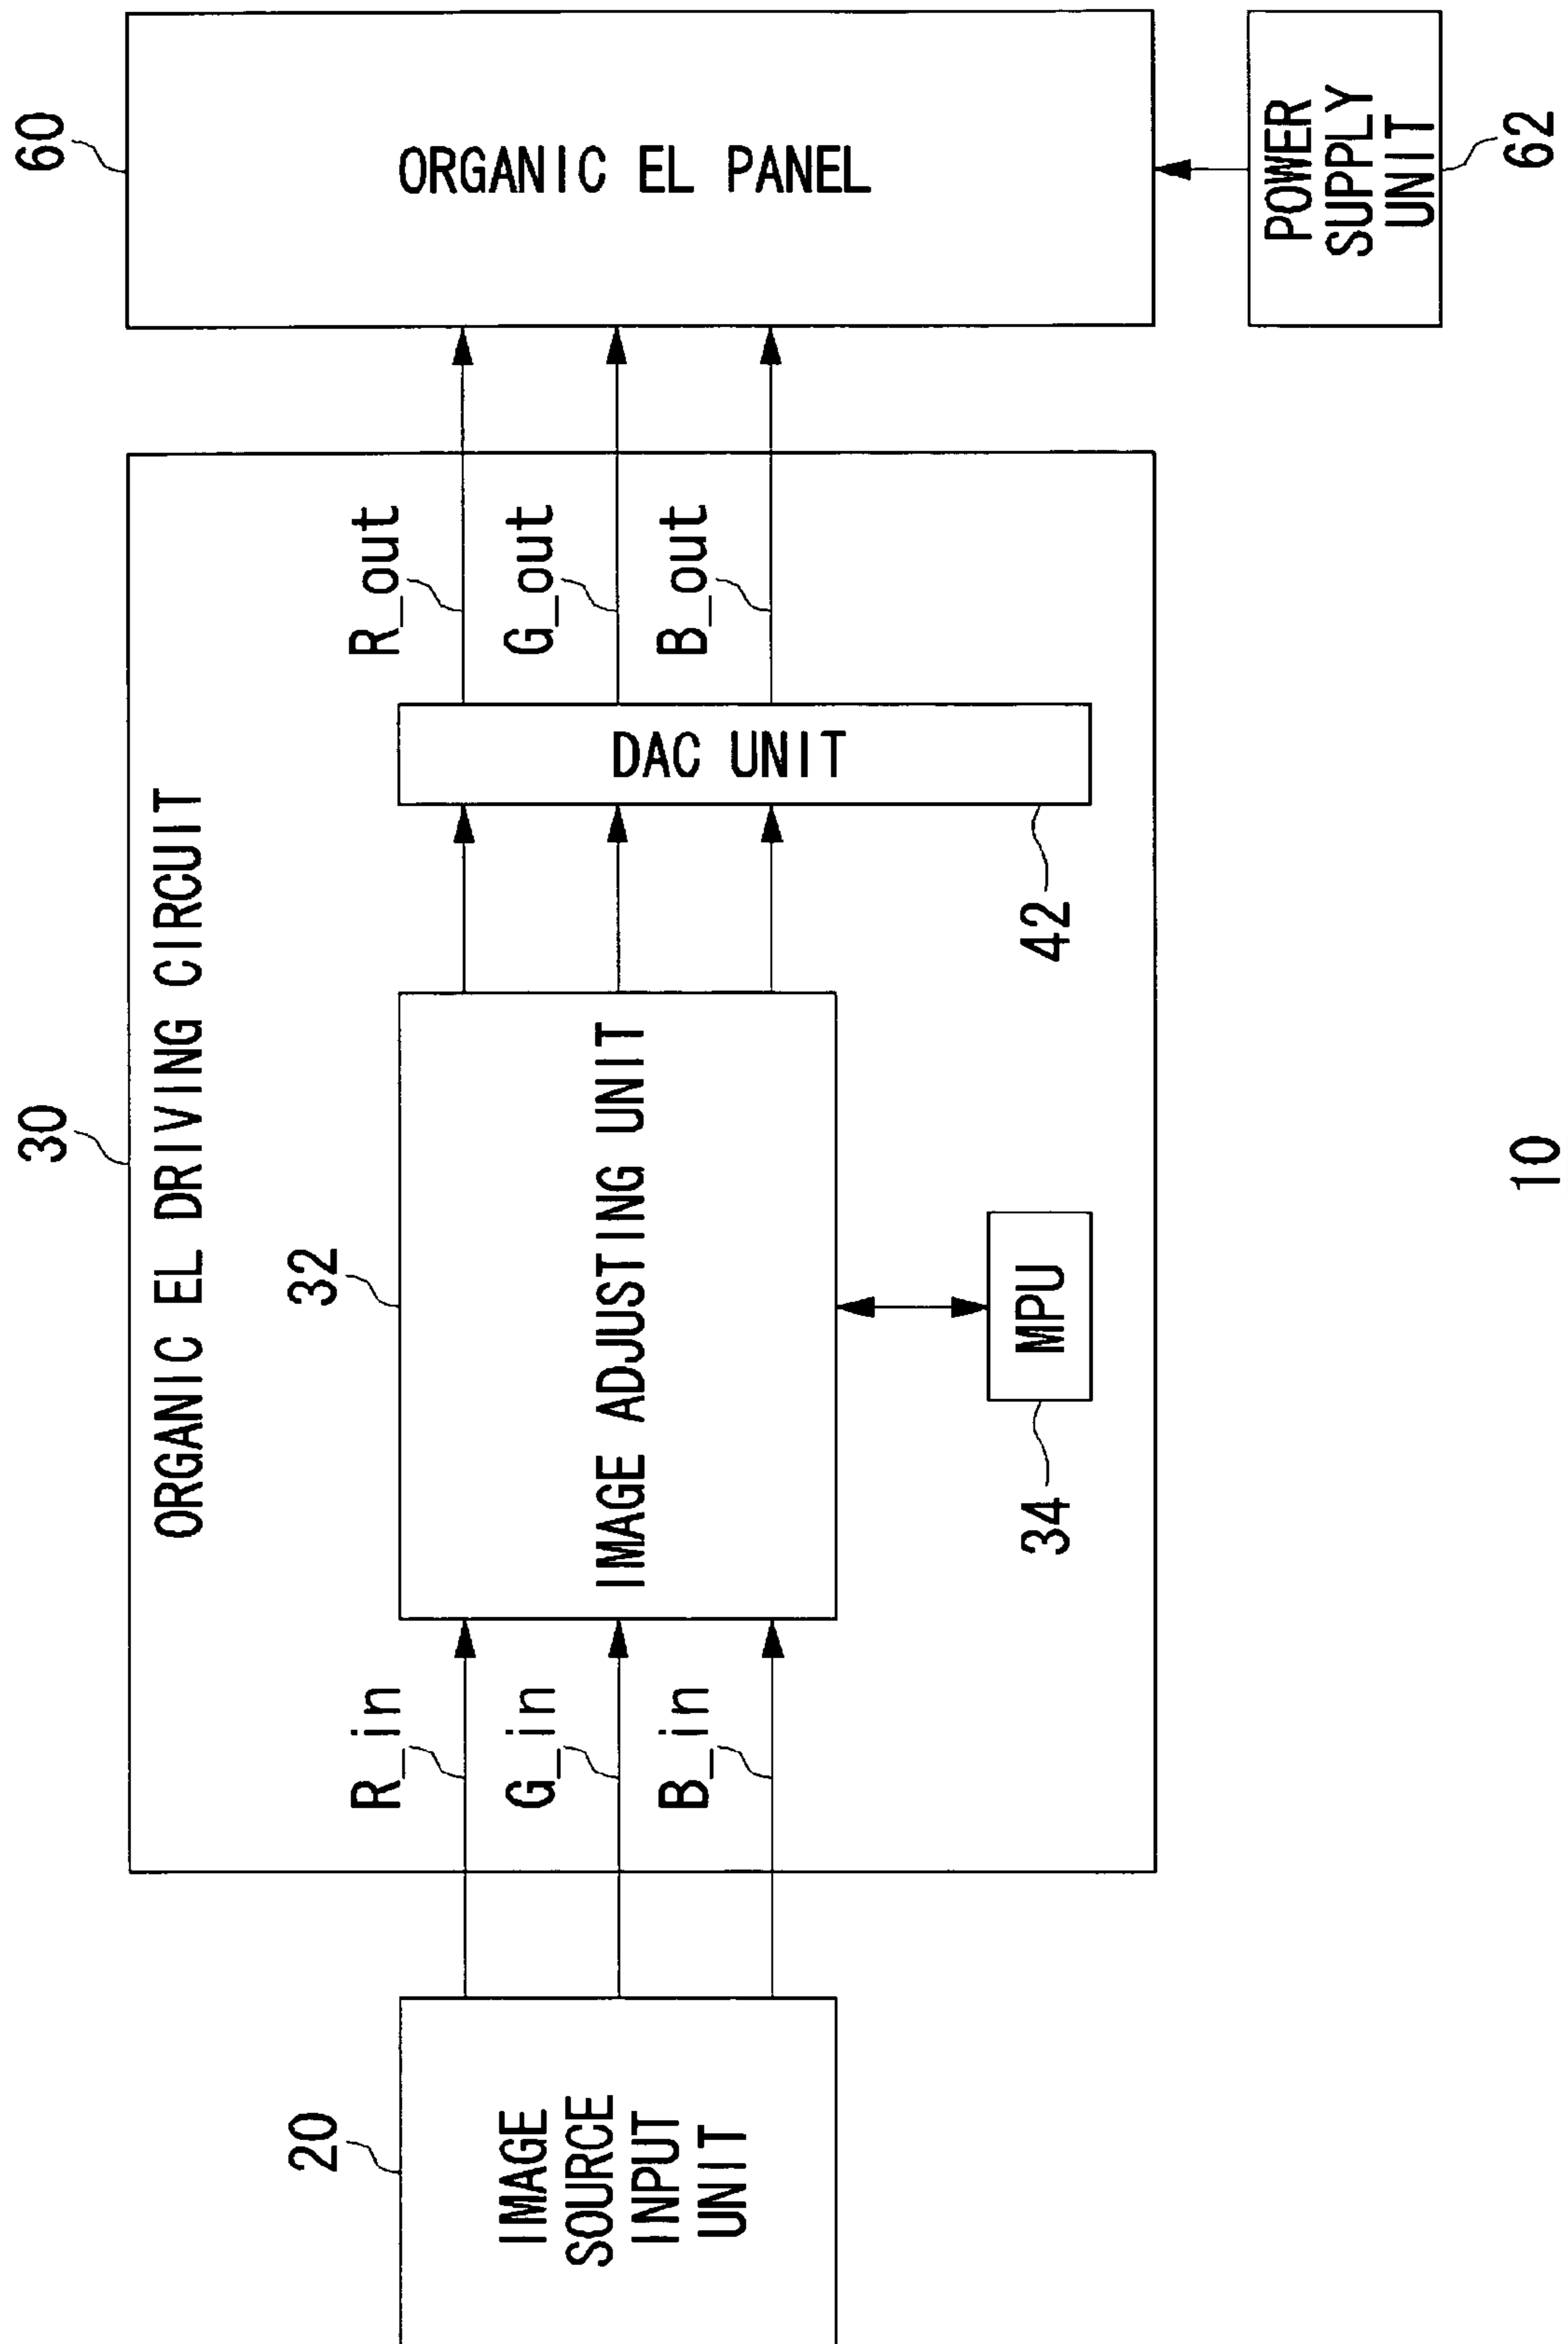 30
60
ORGANIC EL DRIVING CIRCUIT
20
32
R_in
R_out
G_in
G_out
B_in
B_out
IMAGE
SOURCE
INPUT
UNIT
IMAGE ADJUSTING UNIT
DAC UNIT
ORGANIC EL PANEL
34
MPU
42
POWER
SUPPLY
UNIT
62
10